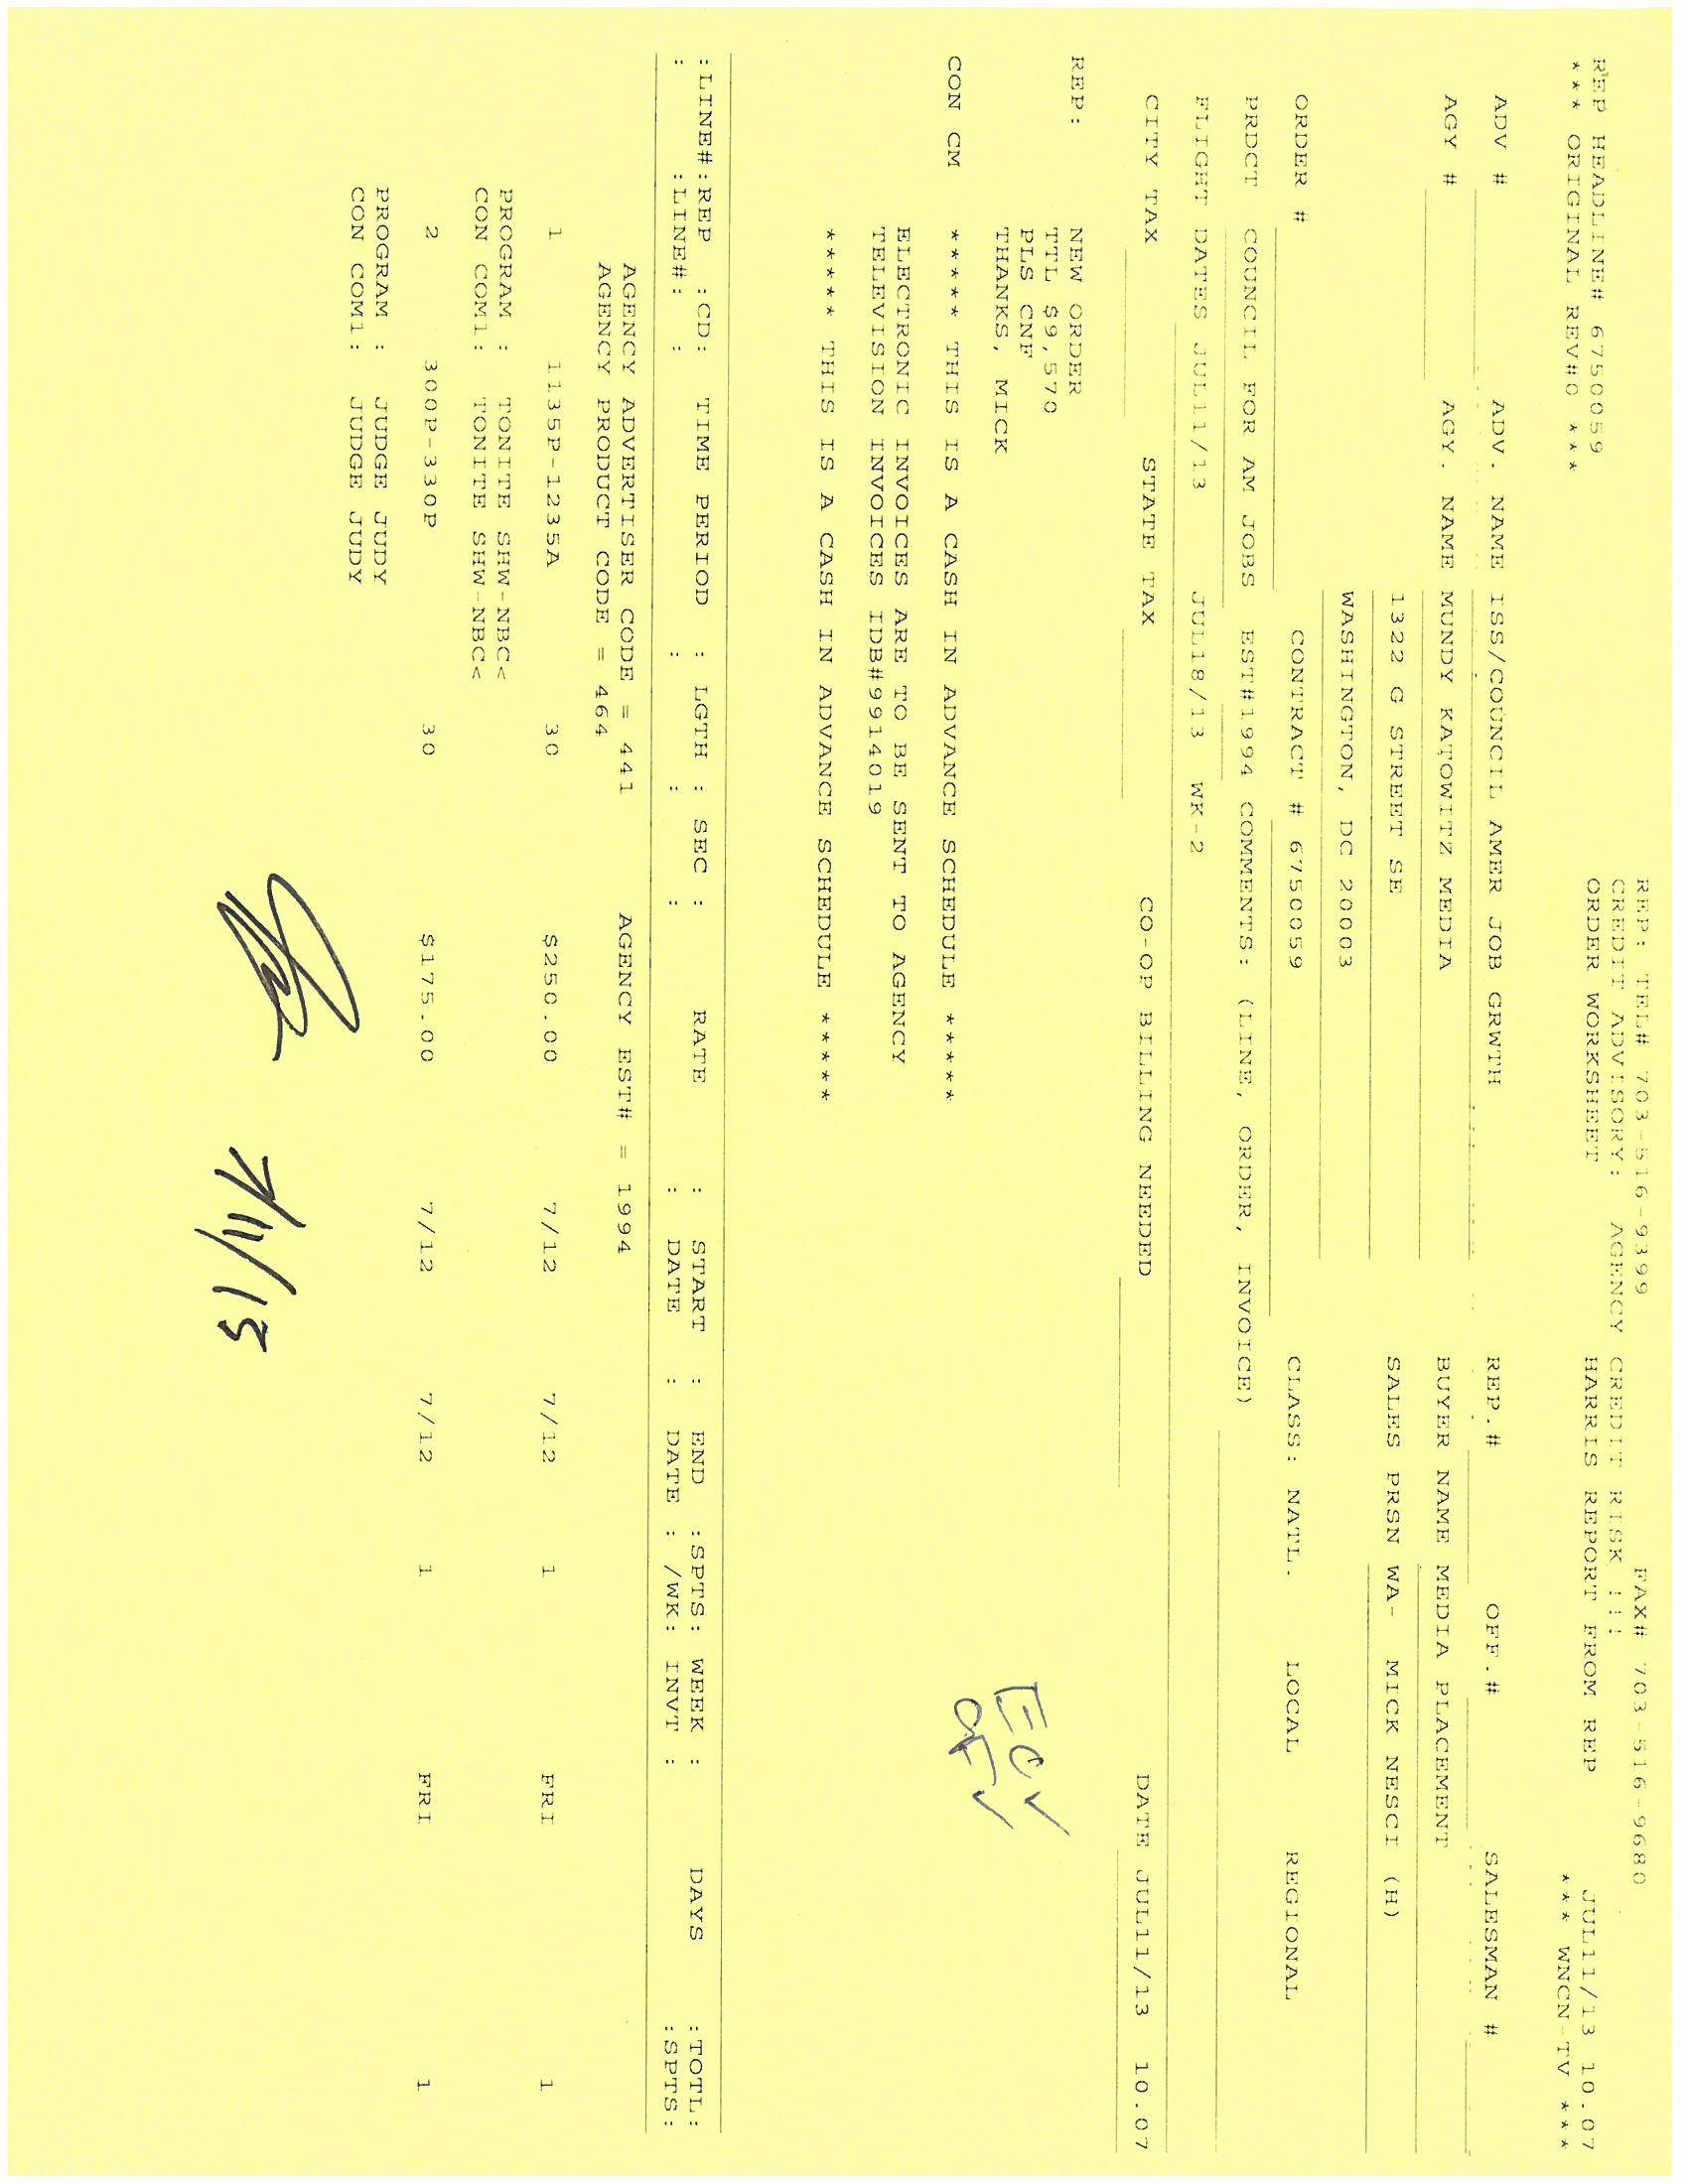 REP: TEL# 703-516-9399 FAX# 703-516-9680
CREDIT ADVISORY: AGENCY CREDIT RISK !!!
REP HEADLINE# 6750059 ORDER WORKSHEET HARRIS REPORT FROM REP JUL11/13 10.07
*** ORIGINAL REV#0 *** *** WNCN-TV ***
ADV # ADV. NAME ISS/COUNCIL AMER JOB GRWTH REP.# OFF.# SALESMAN #
AGY # AGY. NAME MUNDY KATOWITZ MEDIA BUYER NAME MEDIA PLACEMENT
1322 G STREET SE SALES PRSN WA- MICK NESCI (H)
WASHINGTON, DC 20003
ORDER # CONTRACT # 6750059 CLASS: NATL. LOCAL REGIONAL
PRDCT COUNCIL FOR AM JOBS EST#1994 COMMENTS: (LINE, ORDER, INVOICE)
FLIGHT DATES JUL11/13 JUL18/13 WK-2
CITY TAX STATE TAX CO-OP BILLING NEEDED DATE JUL11/13 10.07
REP: NEW ORDER
TTL $9,570
PLS CNF
THANKS, MICK
EC ✓
CON CM ***** THIS IS A CASH IN ADVANCE SCHEDULE *****
ELECTRONIC INVOICES ARE TO BE SENT TO AGENCY
TELEVISION INVOICES IDB#9914019
***** THIS IS A CASH IN ADVANCE SCHEDULE *****
:LINE#:REP :CD: TIME PERIOD : LGTH : SEC : RATE : START : END :SPTS: WEEK : DAYS :TOTL:
: :LINE#: : : : : : DATE : DATE : /WK: INVT : :SPTS:
AGENCY ADVERTISER CODE = 441 AGENCY EST# = 1994
AGENCY PRODUCT CODE = 464
1 1135P-1235A 30 $250.00 7/12 7/12 1 FRI 1
PROGRAM : TONITE SHW-NBC<
CON COM1: TONITE SHW-NBC<
2 300P-330P 30 $175.00 7/12 7/12 1 FRI 1
PROGRAM : JUDGE JUDY
CON COM1: JUDGE JUDY